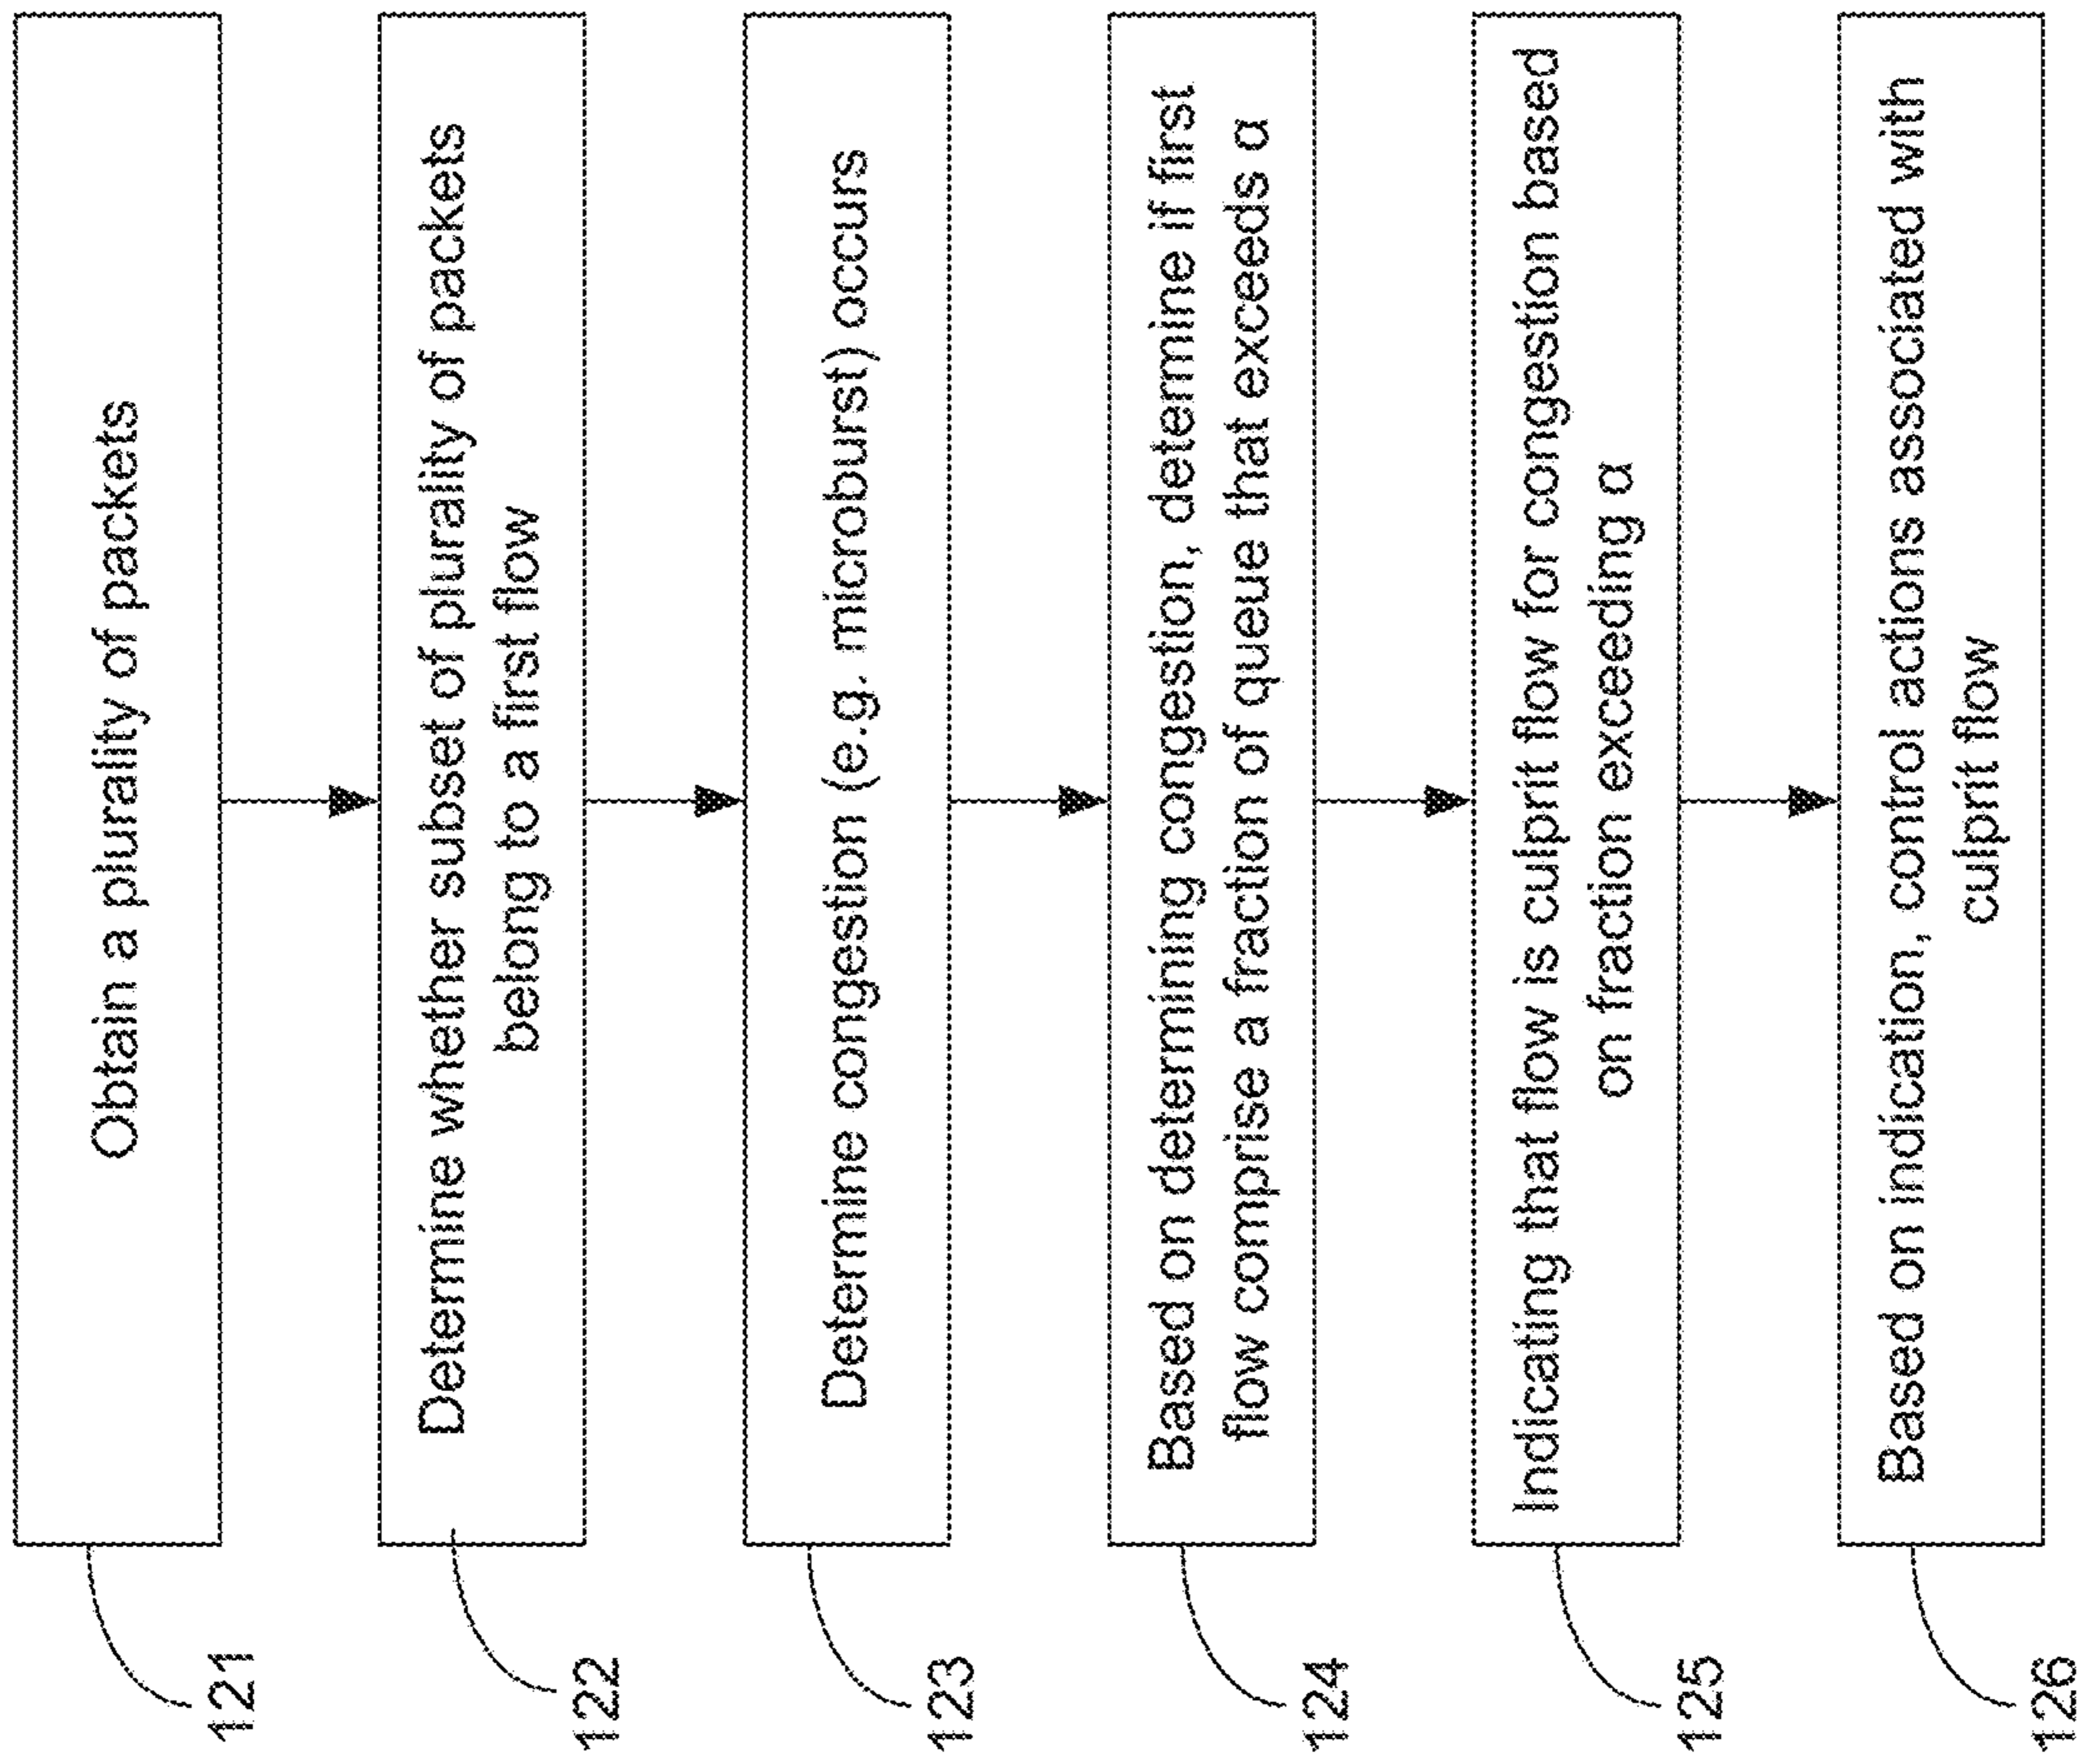 121
Obtain a plurality of packets
122
Determine whether subset of plurality of packets
belong to a first flow
123
Determine congestion (e.g. microburst) occurs
124
Based on determining congestion, determine if first
flow comprise a fraction of queue that exceeds α
125
Indicating that flow is culprit flow for congestion based
on fraction exceeding α
126
Based on indication, control actions associated with
culprit flow